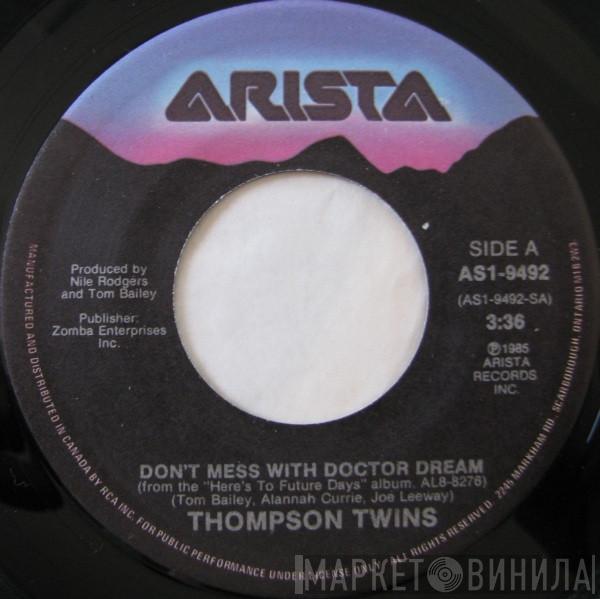 ARISTA
Produced by
Nile Rodgers
and Tom Bailey
Publisher:
Zomba Enterprises
Inc.
SIDE A
AS1-9492
(AS1-9492-SA)
3:36
℗1985
ARISTA
RECORDS
INC.
DON'T MESS WITH DOCTOR DREAM
(from the "Here's To Future Days" album. AL8-8276)
(Tom Bailey, Alannah Currie, Joe Leeway)
THOMPSON TWINS
MANUFACTURED AND DISTRIBUTED IN CANADA BY RCA INC. FOR PUBLIC PERFORMANCE UNDER LICENSE ONLY. ALL RIGHTS RESERVED. 2245 MARKHAM RD. SCARBOROUGH, ONTARIO M1B 2W3
МАРКЕТ ВИНИЛА